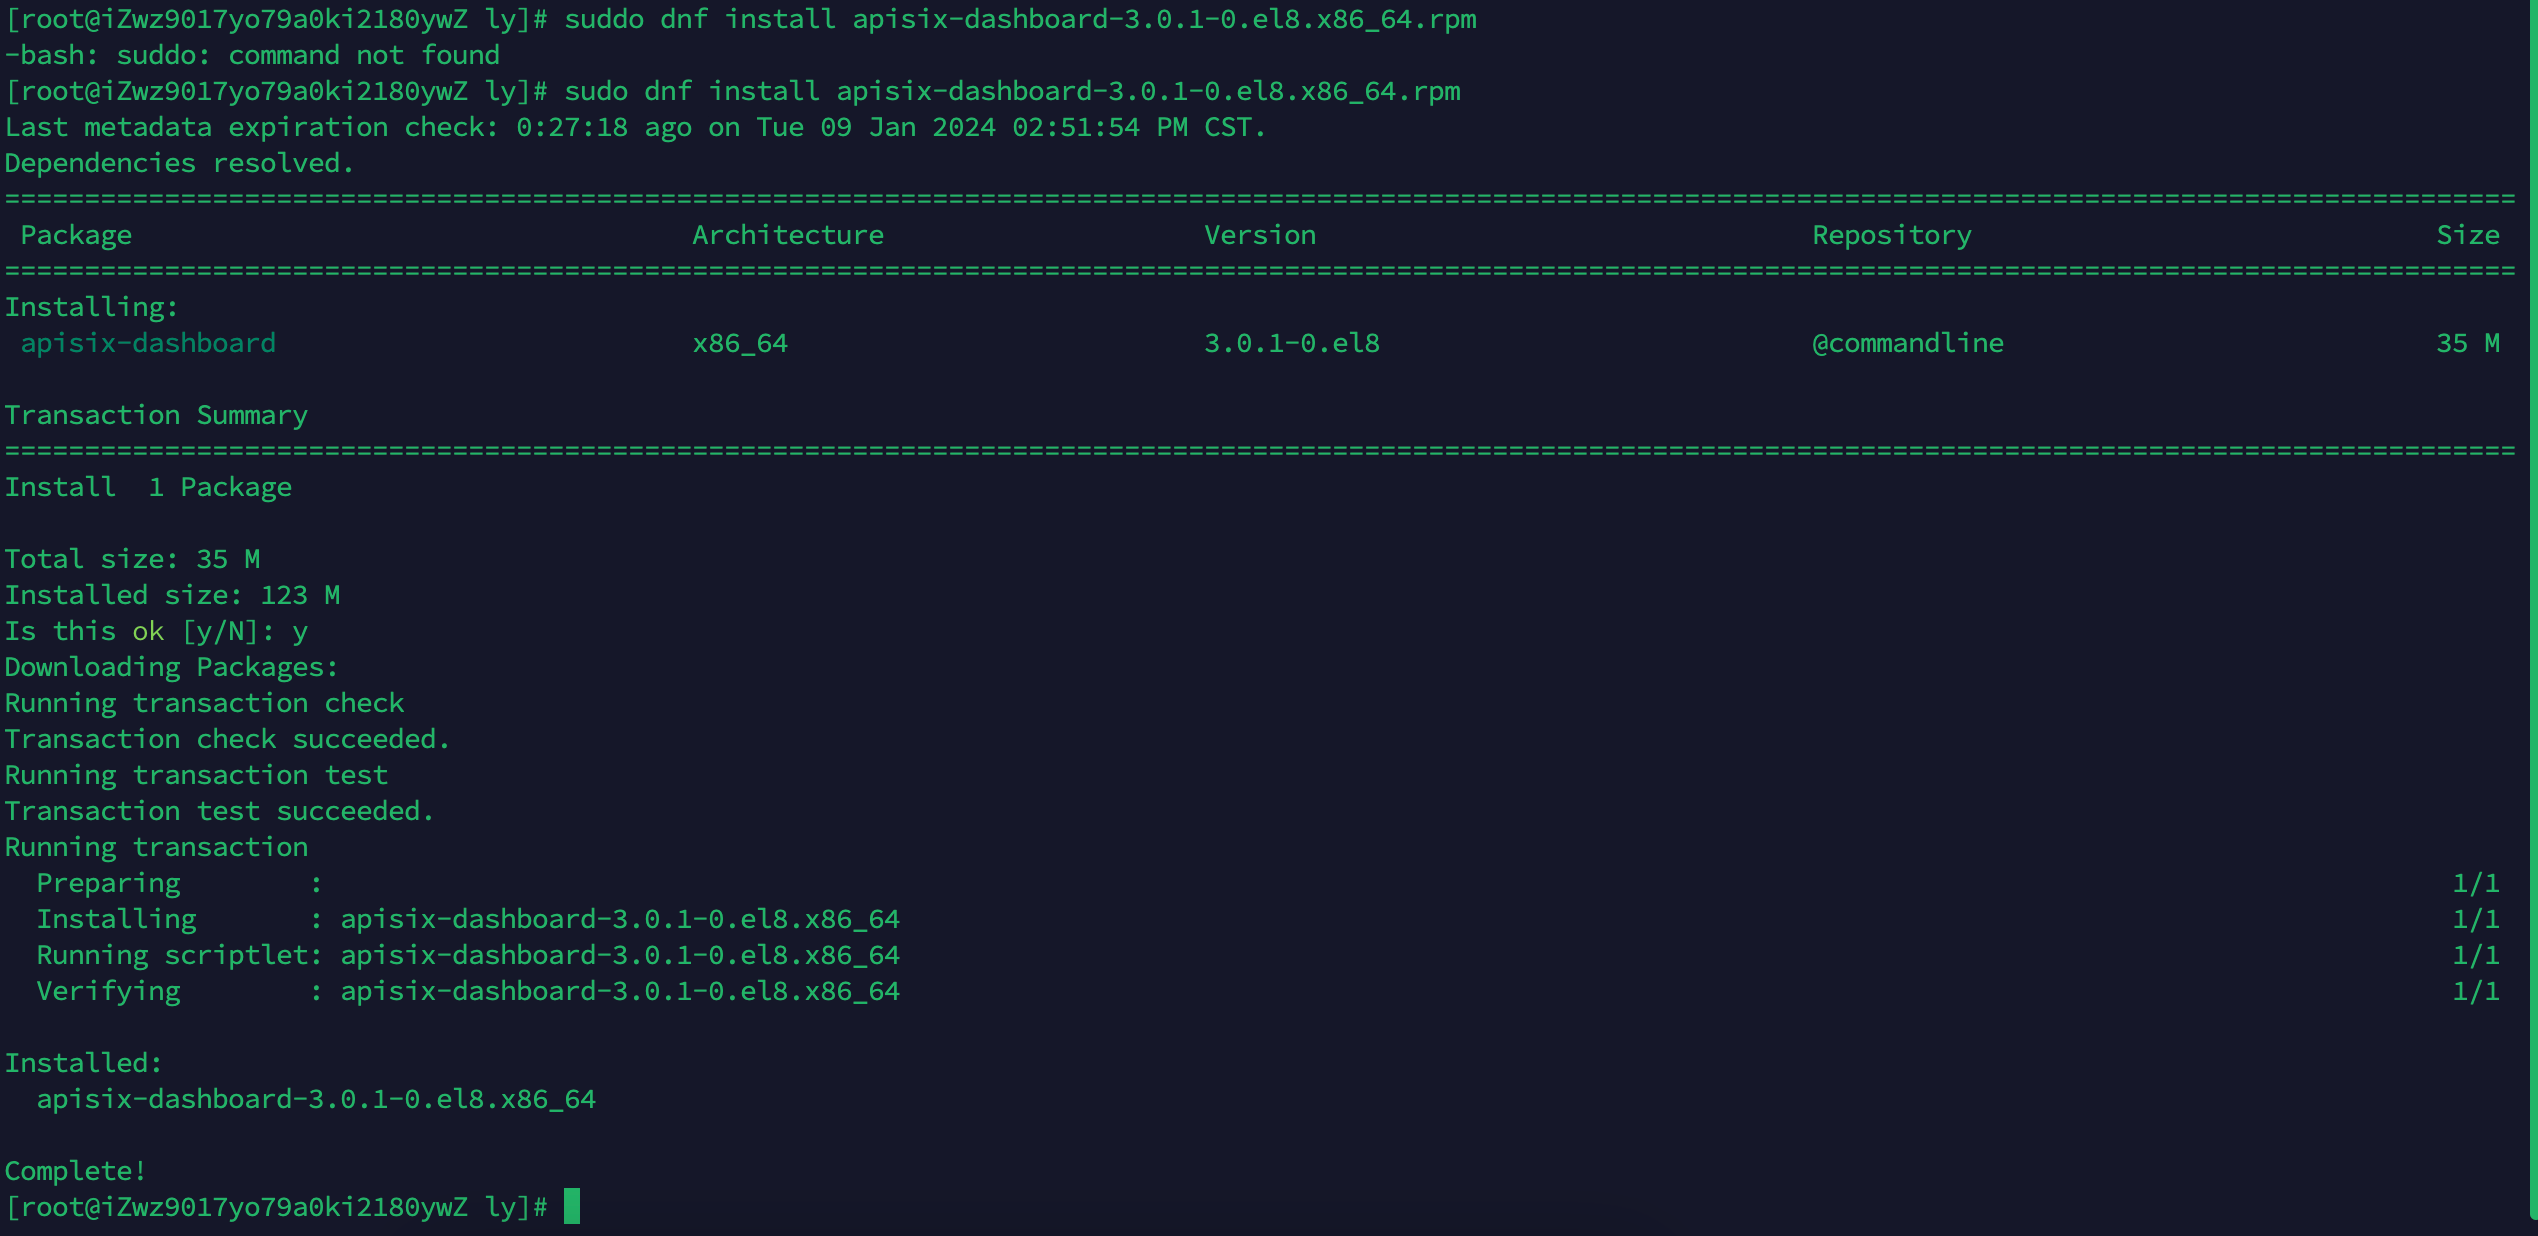 [root@iZwz9017yo79a0ki2180ywZ ly]# suddo dnf install apisix-dashboard-3.0.1-0.el8.x86_64.rpm
-bash: suddo: command not found
[root@iZwz9017yo79a0ki2180ywZ ly]# sudo dnf install apisix-dashboard-3.0.1-0.el8.x86_64.rpm
Last metadata expiration check: 0:27:18 ago on Tue 09 Jan 2024 02:51:54 PM CST.
Dependencies resolved.
================================================================================
Package Architecture Version Repository Size
================================================================================
Installing:
apisix-dashboard x86_64 3.0.1-0.el8 @commandline 35 M
Transaction Summary
================================================================================
Install  1 Package
Total size: 35 M
Installed size: 123 M
Is this ok [y/N]: y
Downloading Packages:
Running transaction check
Transaction check succeeded.
Running transaction test
Transaction test succeeded.
Running transaction
Preparing        : 1/1
Installing       : apisix-dashboard-3.0.1-0.el8.x86_64 1/1
Running scriptlet: apisix-dashboard-3.0.1-0.el8.x86_64 1/1
Verifying        : apisix-dashboard-3.0.1-0.el8.x86_64 1/1
Installed:
apisix-dashboard-3.0.1-0.el8.x86_64
Complete!
[root@iZwz9017yo79a0ki2180ywZ ly]#